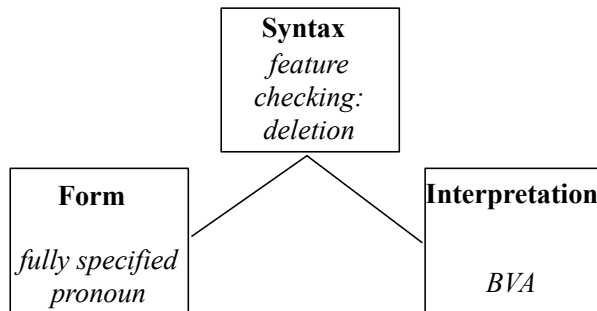 Syntax
feature
checking:
deletion
Form
fully specified
pronoun
Interpretation
BVA